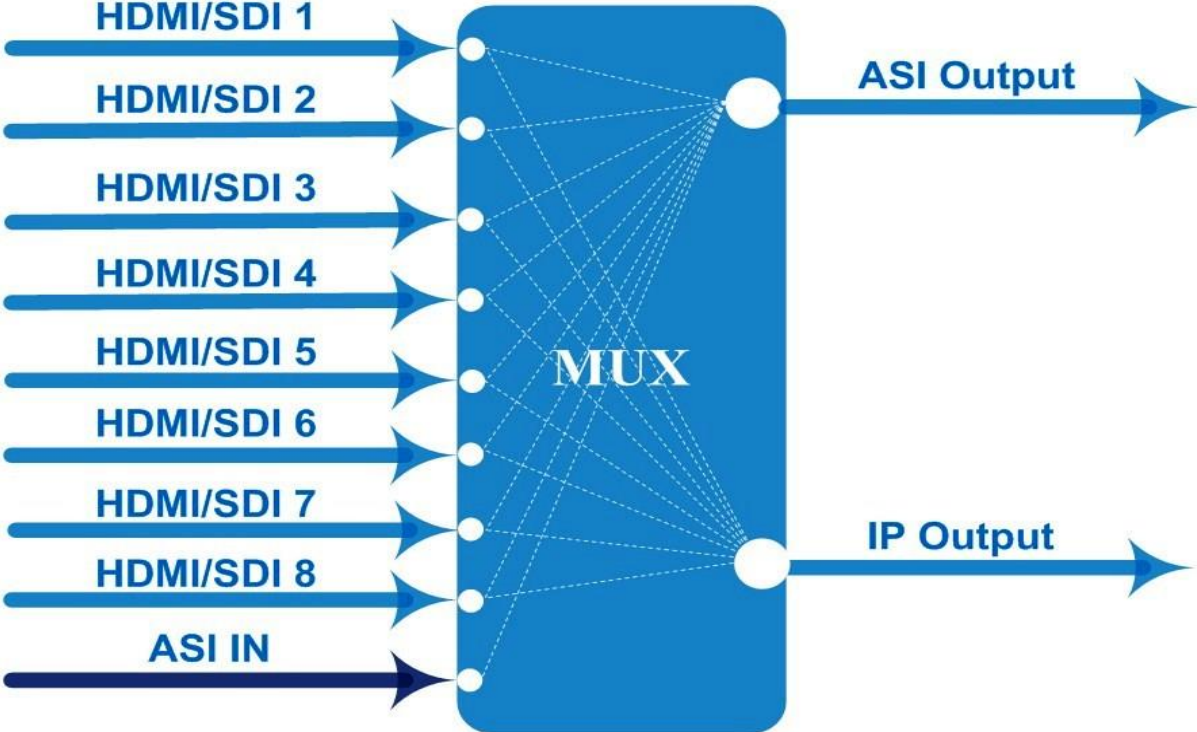 HDMI/SDI 1
HDMI/SDI 2
HDMI/SDI 3
HDMI/SDI 4
HDMI/SDI 5
HDMI/SDI 6
HDMI/SDI 7
HDMI/SDI 8
ASI IN
MUX
ASI Output
IP Output